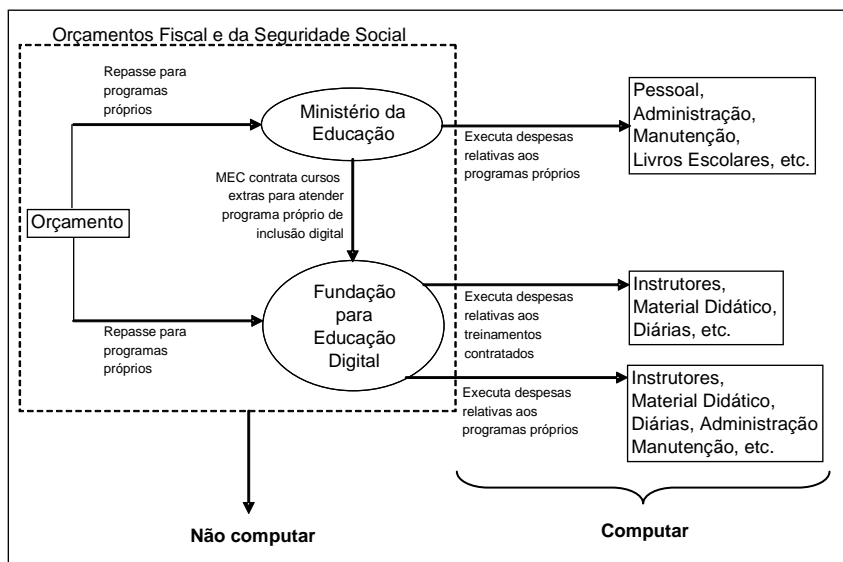 Orçamentos Fiscal e da Seguridade Social
Repasse para
programas
próprios
Ministério da
Educação
Executa despesas
relativas aos
programas próprios
Pessoal,
Administração,
Manutenção,
Livros Escolares, etc.
MEC contrata cursos
extras para atender
programa próprio de
inclusão digital
Orçamento
Repasse para
programas
próprios
Fundação
para
Educação
Digital
Executa despesas
relativas aos
treinamentos
contratados
Instrutores,
Material Didático,
Diárias, etc.
Executa despesas
relativas aos
programas próprios
Instrutores,
Material Didático,
Diárias, Administração
Manutenção, etc.
Não computar
Computar